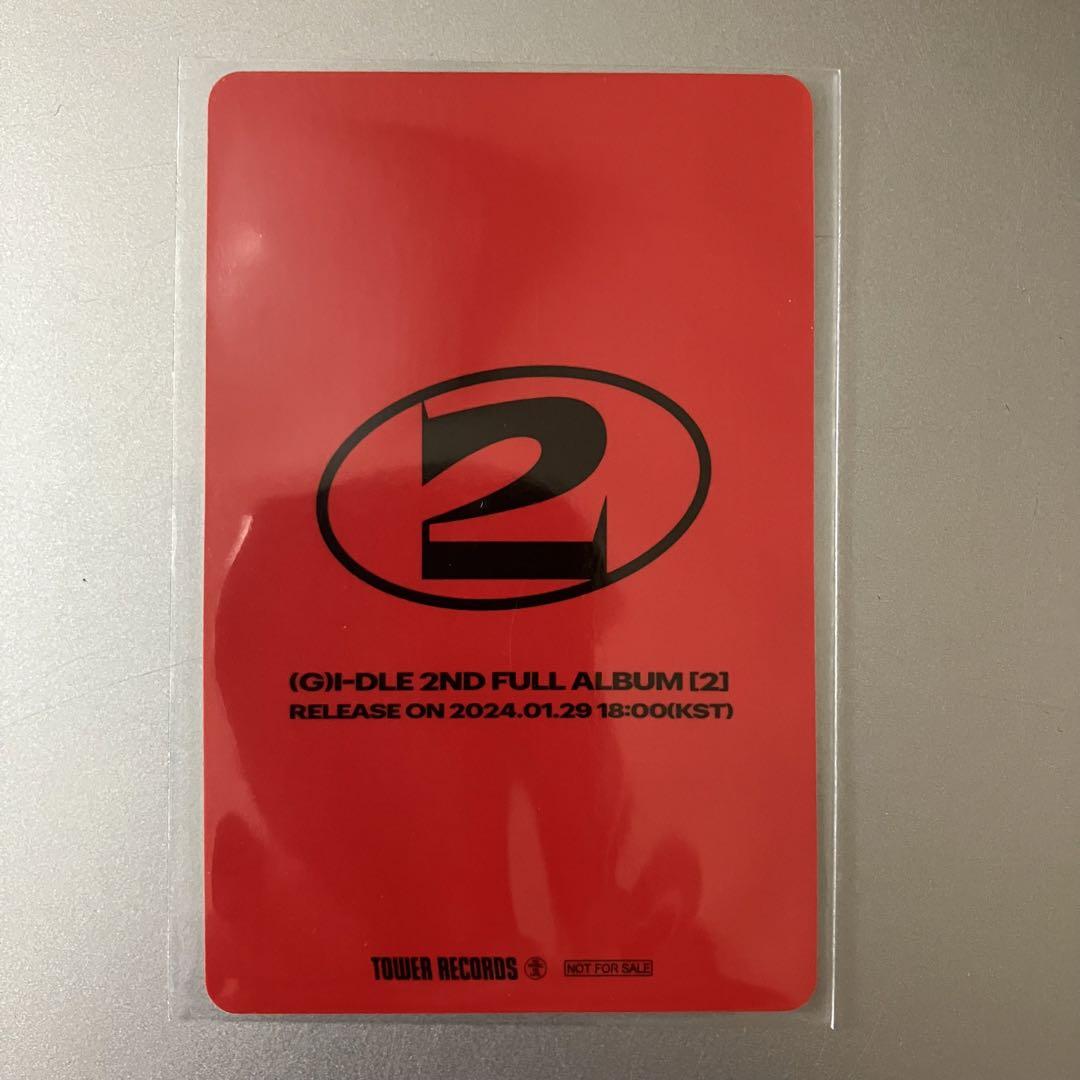 2
(G)I-DLE 2ND FULL ALBUM [2]
RELEASE ON 2024.01.29 18:00(KST)
TOWER RECORDS
NOT FOR SALE